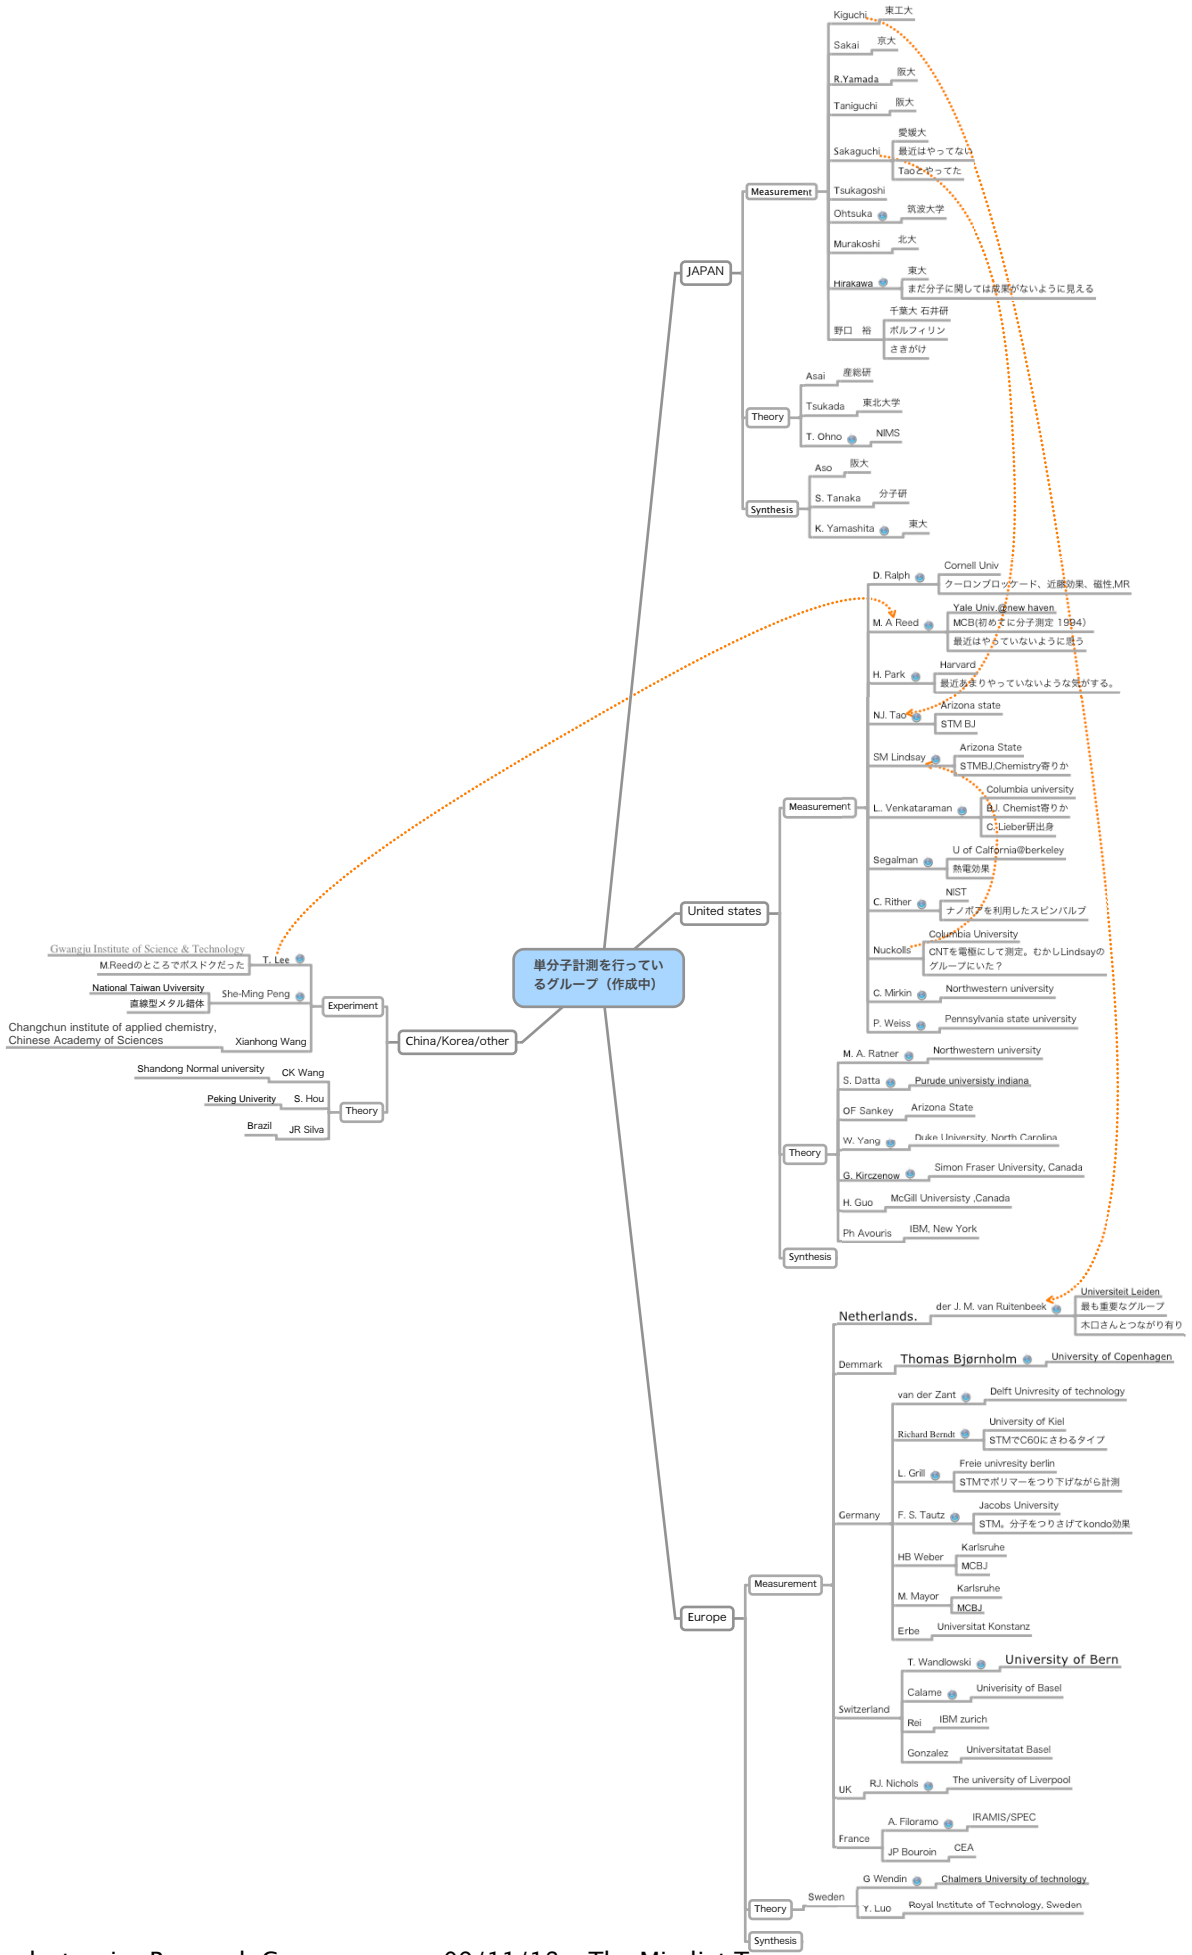 Kiguchi 東工大
Sakai 京大
R.Yamada 阪大
Taniguchi 阪大
Sakaguchi 愛媛大
最近はやってない
Taoとやってた
Measurement
Tsukagoshi
Ohtsuka 筑波大学
Murakoshi 北大
JAPAN
Hirakawa 東大
まだ分子に関しては成果がないように見える
野口 裕 千葉大 石井研
ポルフィリン
さきがけ
Theory
Asai 産総研
Tsukada 東北大学
T. Ohno NIMS
Synthesis
Aso 阪大
S. Tanaka 分子研
K. Yamashita 東大
D. Ralph Cornell Univ
クーロンブロッケード、近藤効果、磁性,MR
M. A Reed Yale Univ.@new haven
MCB(初めてに分子測定 1994)
最近はやっていないように思う
H. Park Harvard
最近あまりやっていないような気がする。
NJ. Tao Arizona state
STM BJ
SM Lindsay Arizona State
STMBJ,Chemistry寄りか
Measurement
L. Venkataraman Columbia university
BJ. Chemist寄りか
C. Lieber研出身
Segalman U of Calfornia@berkeley
熱電効果
C. Rither NIST
ナノポアを利用したスピンバルブ
United states
Nuckolls Columbia University
CNTを電極にして測定。むかしLindsayの
グループにいた？
C. Mirkin Northwestern university
P. Weiss Pennsylvania state university
単分子計測を行ってい
るグループ（作成中）
Gwangju Institute of Science & Technology
M.Reedのところでポスドクだった T. Lee
National Taiwan University
直線型メタル錯体 She-Ming Peng
Experiment
Changchun institute of applied chemistry,
Chinese Academy of Sciences Xianhong Wang
China/Korea/other
Shandong Normal university CK Wang
Peking Univerity S. Hou
Theory
Brazil JR Silva
M. A. Ratner Northwestern university
S. Datta Purude universisty indiana
OF Sankey Arizona State
W. Yang Duke University, North Carolina
Theory
G. Kirczenow Simon Fraser University, Canada
H. Guo McGill Universisty ,Canada
Ph Avouris IBM, New York
Synthesis
Netherlands. der J. M. van Ruitenbeek Universiteit Leiden
最も重要なグループ
木口さんとつながり有り
Demmark Thomas Bjørnholm University of Copenhagen
van der Zant Delft Univresity of technology
Richard Berndt University of Kiel
STMでC60にさわるタイプ
L. Grill Freie univresity berlin
STMでポリマーをつり下げながら計測
Germany
F. S. Tautz Jacobs University
STM。分子をつりさげてkondo効果
HB Weber Karlsruhe
MCBJ
Measurement
M. Mayor Karlsruhe
MCBJ
Europe
Erbe Universitat Konstanz
T. Wandlowski University of Bern
Calame Univerisity of Basel
Switzerland
Rei IBM zurich
Gonzalez Universitatat Basel
UK RJ. Nichols The university of Liverpool
France
A. Filoramo IRAMIS/SPEC
JP Bouroin CEA
Theory
Sweden
G Wendin Chalmers University of technology
Y. Luo Royal Institute of Technology, Sweden
Synthesis